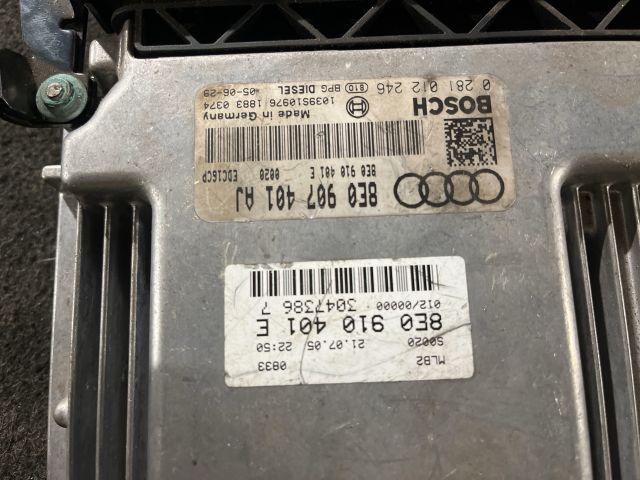 8E0 907 401 AJ
8E0 910 401 E 0020 EDC16CP
BOSCH
Made in Germany
0 281 012 246 810 BPG DIESEL
1039S10976 1883 0374
05-06-29
MLB2 0833
S0020 21.07.05 22:50
8E0 910 401 E
012/00000 3047386 7